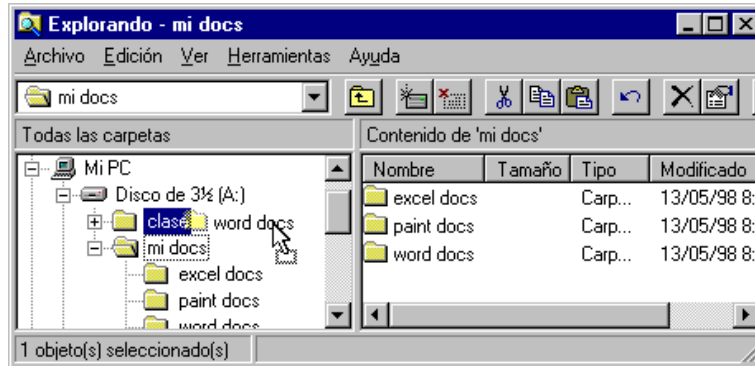 Explorando - mi docs
Archivo Edición Ver Herramientas Ayuda
mi docs
Todas las carpetas Contenido de 'mi docs'
Mi PC
Disco de 3½ (A:)
clase word docs
mi docs
excel docs
paint docs
word docs
Nombre Tamaño Tipo Modificado
excel docs Carp... 13/05/98 8:
paint docs Carp... 13/05/98 8:
word docs Carp... 13/05/98 8:
1 objeto(s) seleccionado(s)